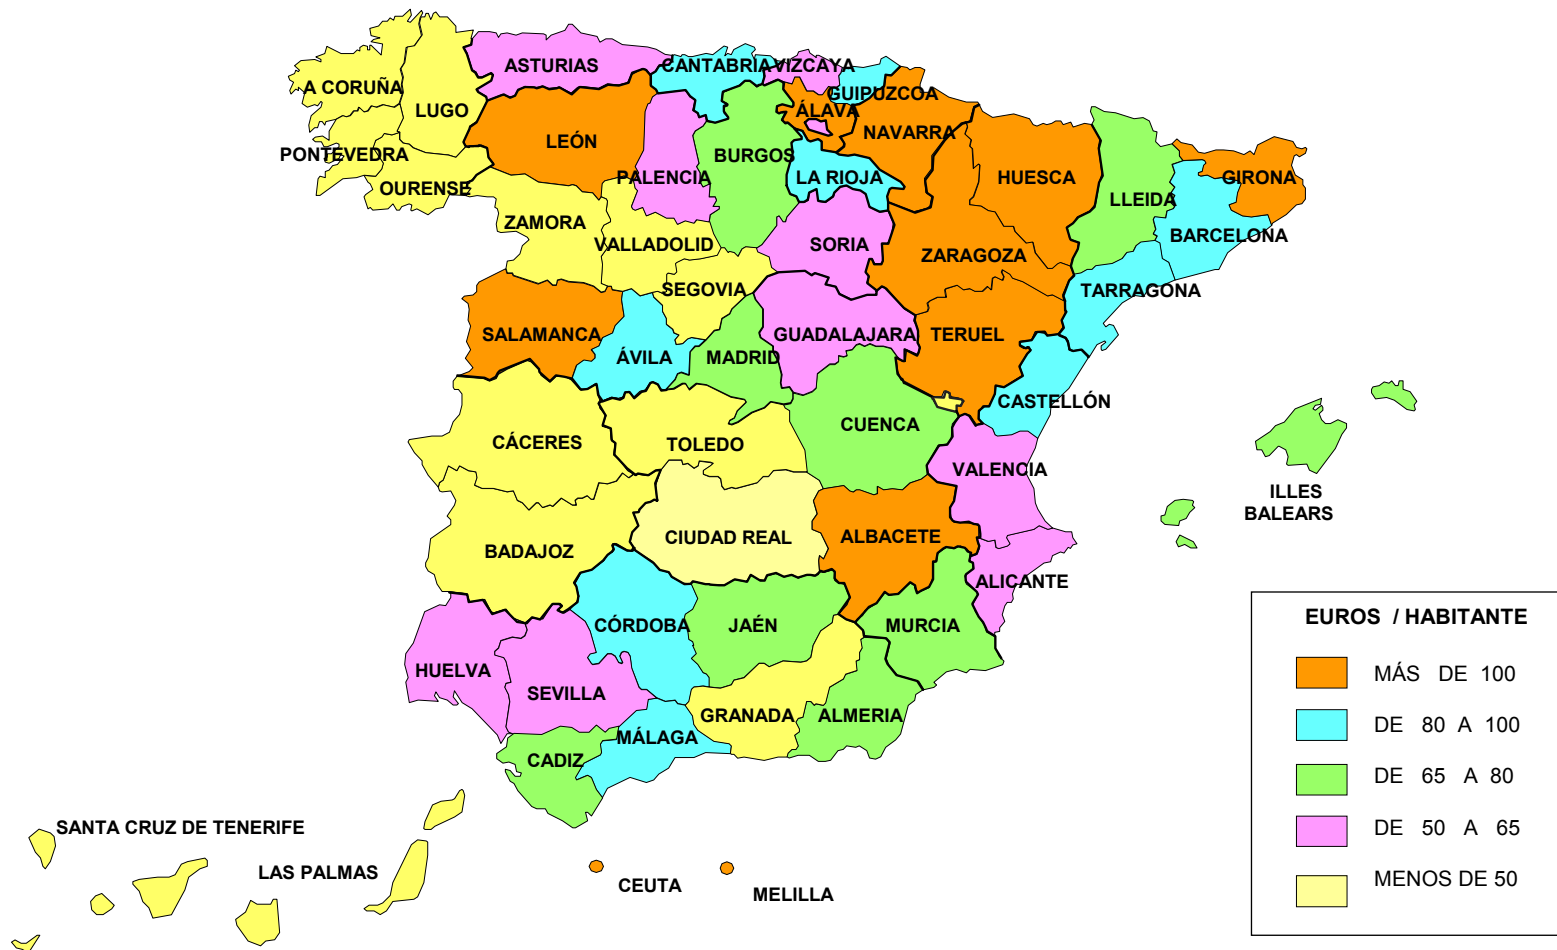 ASTURIAS
CANTABRIA
VIZCAYA
GUIPUZCOA
A CORUÑA
LUGO
ÁLAVA
NAVARRA
LEÓN
BURGOS
PONTEVEDRA
PALENCIA
LA RIOJA
HUESCA
GIRONA
OURENSE
LLEIDA
ZAMORA
VALLADOLID
SORIA
BARCELONA
ZARAGOZA
SEGOVIA
TARRAGONA
SALAMANCA
GUADALAJARA
TERUEL
ÁVILA
MADRID
CASTELLÓN
CUENCA
CÁCERES
TOLEDO
VALENCIA
ILLES
BALEARS
CIUDAD REAL
ALBACETE
BADAJOZ
ALICANTE
CÓRDOBA
JAÉN
MURCIA
HUELVA
SEVILLA
GRANADA
ALMERIA
MÁLAGA
CADIZ
SANTA CRUZ DE TENERIFE
LAS PALMAS
CEUTA
MELILLA
EUROS / HABITANTE
MÁS DE 100
DE 80 A 100
DE 65 A 80
DE 50 A 65
MENOS DE 50